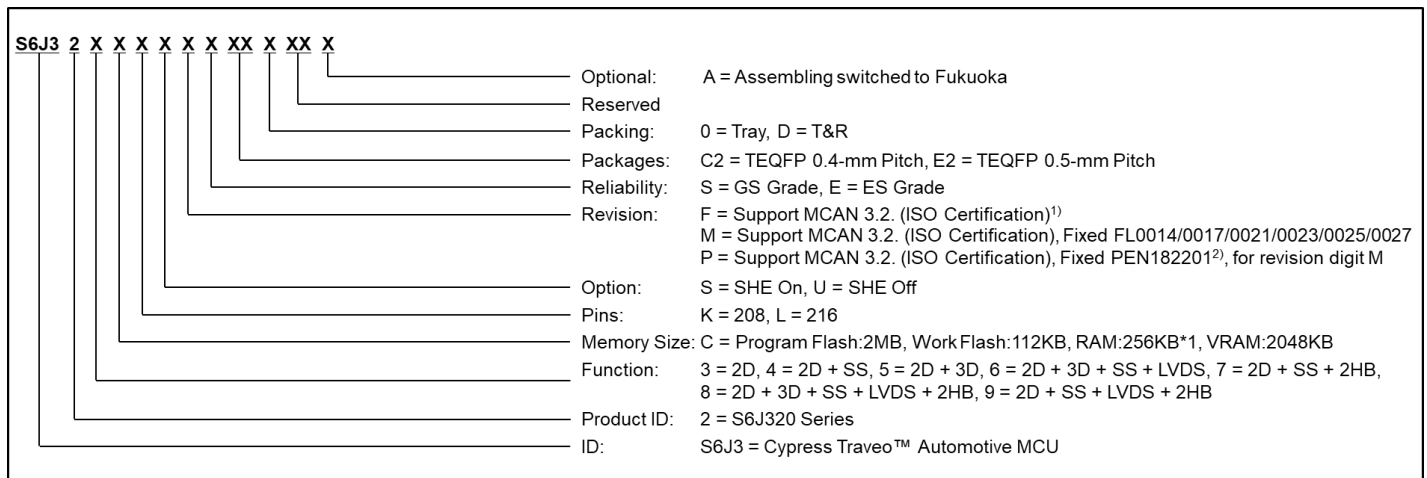 S6J3 2 X X X X X X XX X XX X
Optional: A = Assembling switched to Fukuoka
Reserved
Packing: 0 = Tray, D = T&R
Packages: C2 = TEQFP 0.4-mm Pitch, E2 = TEQFP 0.5-mm Pitch
Reliability: S = GS Grade, E = ES Grade
Revision: F = Support MCAN 3.2. (ISO Certification)1)
M = Support MCAN 3.2. (ISO Certification), Fixed FL0014/0017/0021/0023/0025/0027
P = Support MCAN 3.2. (ISO Certification), Fixed PEN1822012), for revision digit M
Option: S = SHE On, U = SHE Off
Pins: K = 208, L = 216
Memory Size: C = Program Flash:2MB, Work Flash:112KB, RAM:256KB*1, VRAM:2048KB
Function: 3 = 2D, 4 = 2D + SS, 5 = 2D + 3D, 6 = 2D + 3D + SS + LVDS, 7 = 2D + SS + 2HB,
8 = 2D + 3D + SS + LVDS + 2HB, 9 = 2D + SS + LVDS + 2HB
Product ID: 2 = S6J320 Series
ID: S6J3 = Cypress Traveo™ Automotive MCU